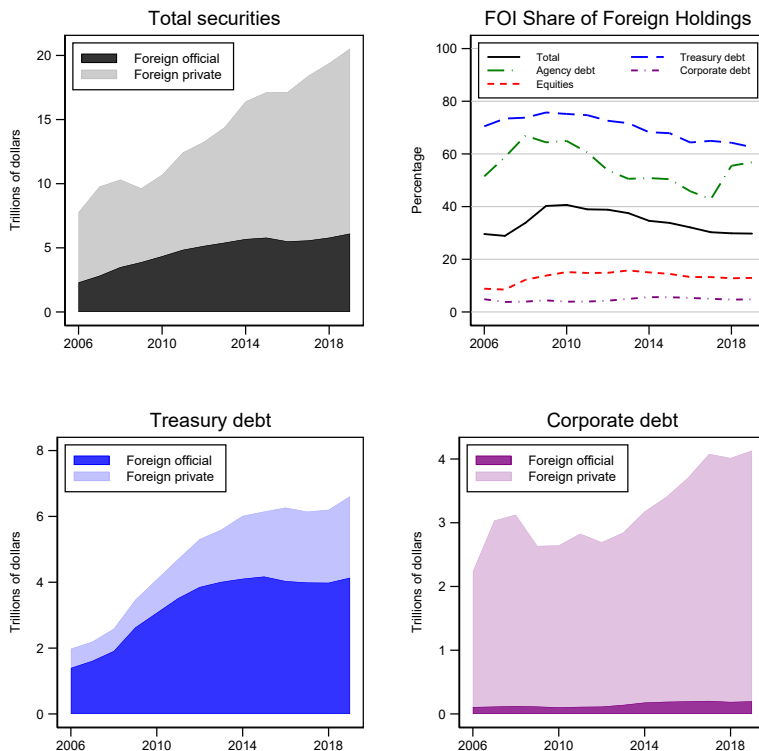 Total securities
Foreign official
Foreign private
Trillions of dollars
20
15
10
5
0
2006 2010 2014 2018
FOI Share of Foreign Holdings
Total
Treasury debt
Agency debt
Corporate debt
Equities
Percentage
100
80
60
40
20
0
2006 2010 2014 2018
Treasury debt
Foreign official
Foreign private
Trillions of dollars
8
6
4
2
0
2006 2010 2014 2018
Corporate debt
Foreign official
Foreign private
Trillions of dollars
4
3
2
1
0
2006 2010 2014 2018